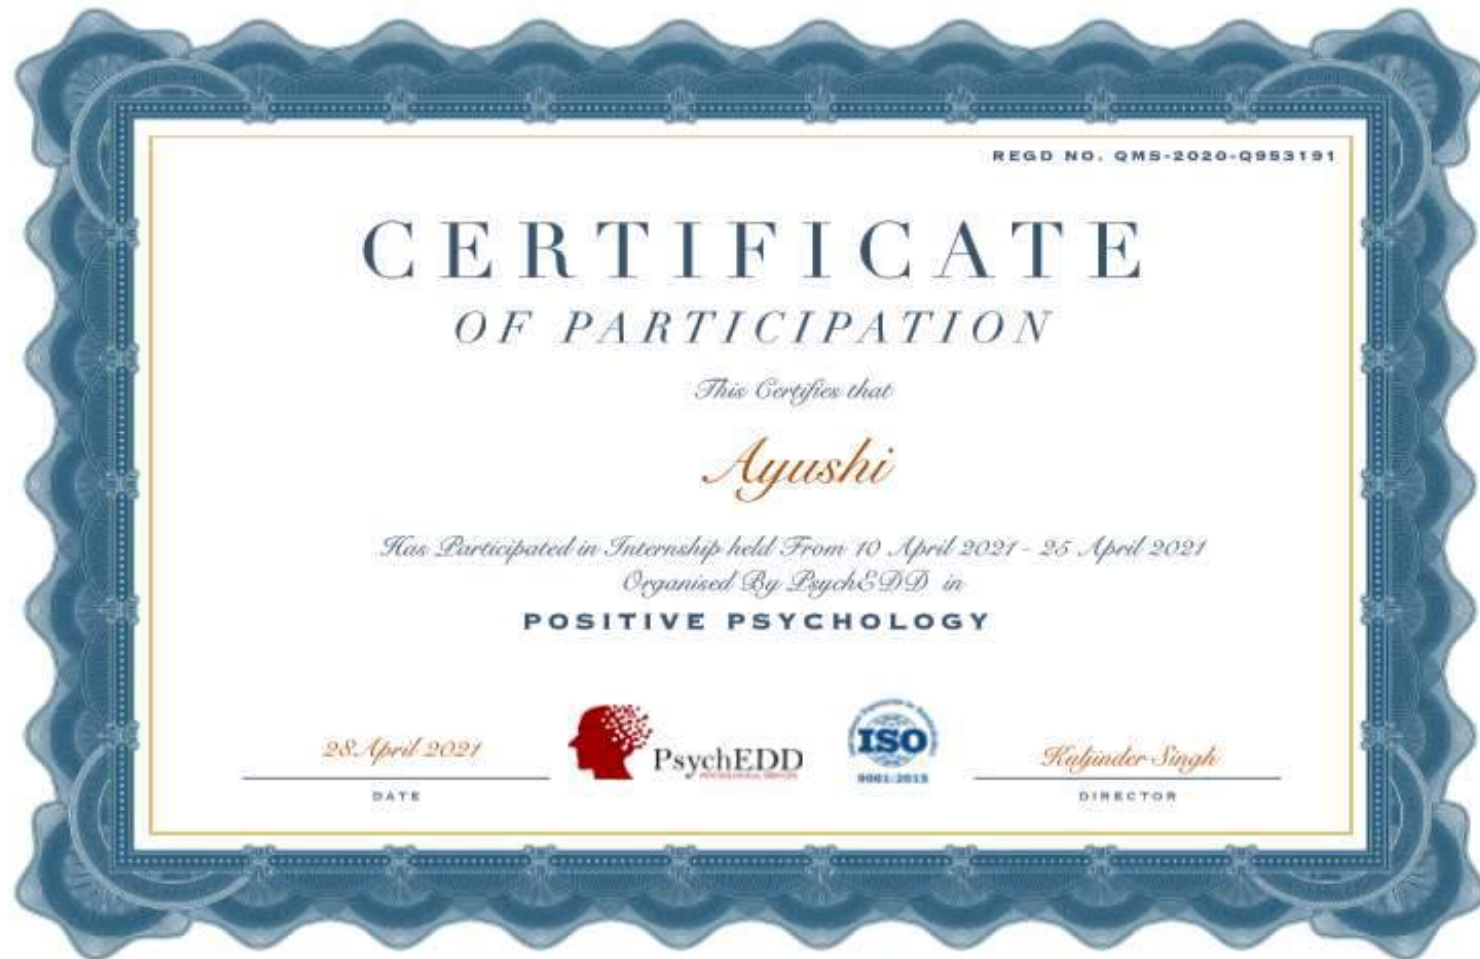 REGD NO. QMS-2020-Q953191
CERTIFICATE
OF PARTICIPATION
This Certifies that
Ayushi
Has Participated in Internship held From 10 April 2021 - 25 April 2021
Organised By PsychEDD in
POSITIVE PSYCHOLOGY
28 April 2021
DATE
PsychEDD
PSYCHOLOGICAL SERVICES
ISO
9001:2015
Kuljinder Singh
DIRECTOR